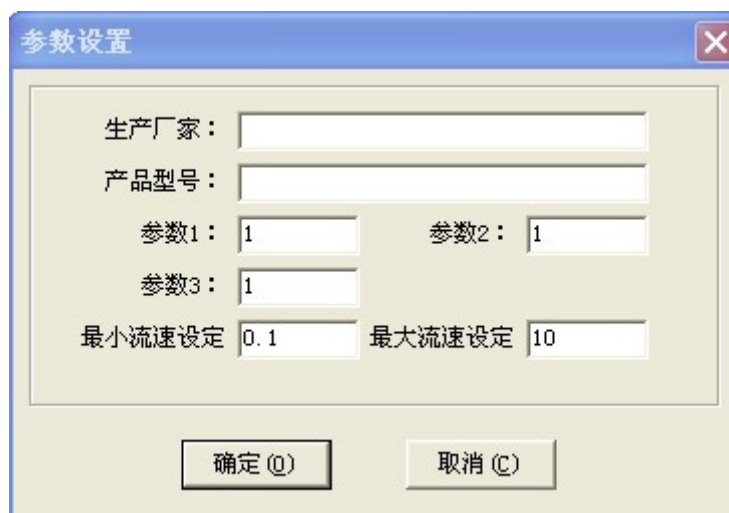 参数设置
生产厂家：
产品型号：
参数1： 1 参数2： 1
参数3： 1
最小流速设定 0.1 最大流速设定 10
确定(O) 取消(C)